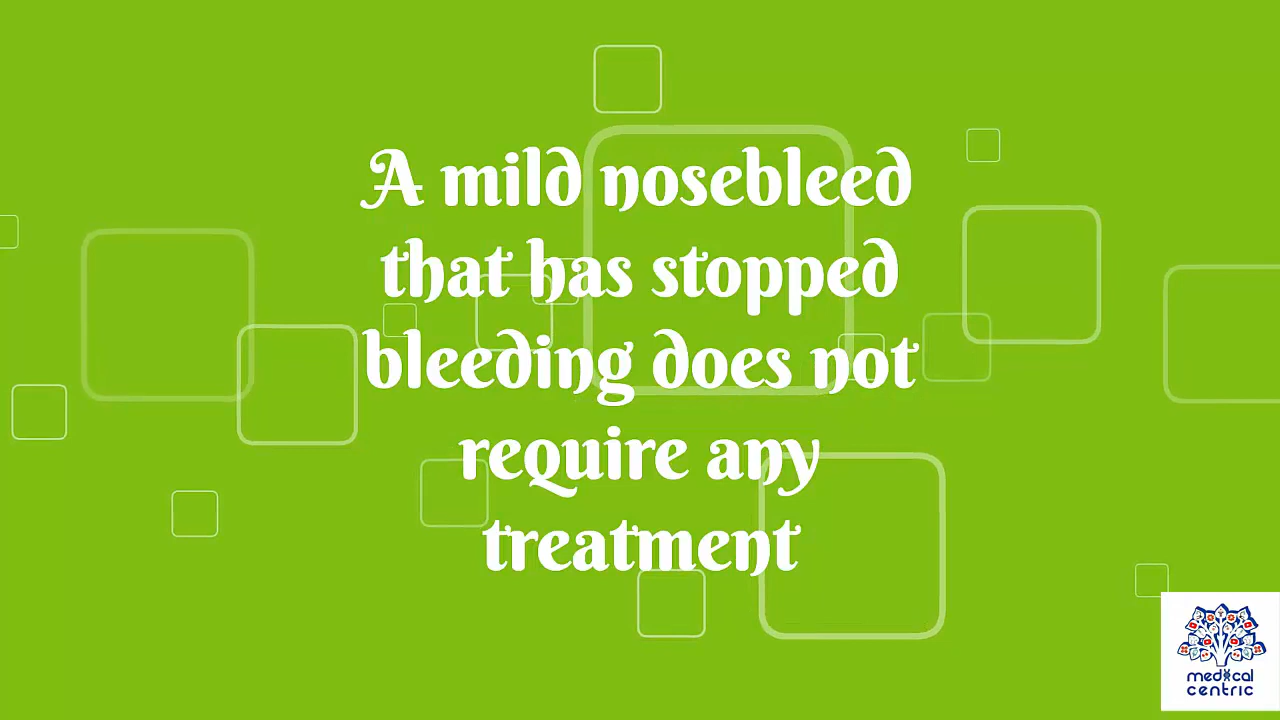 A mild nosebleed
that has stopped
bleeding does not
require any
treatment
medical
centric